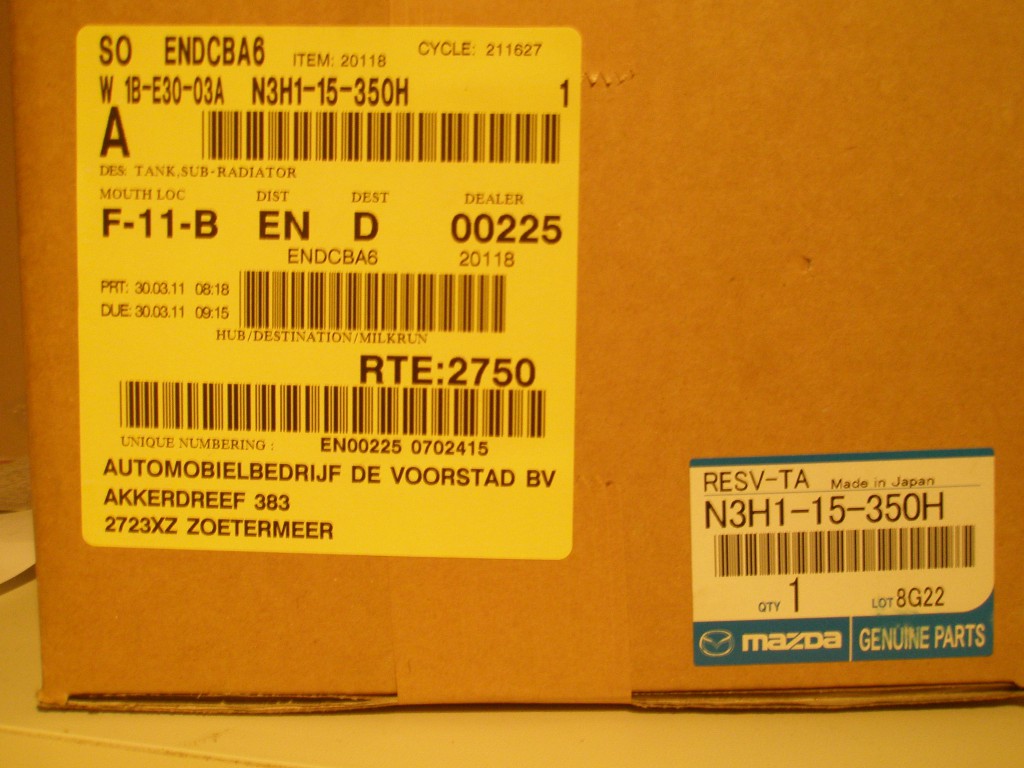 SO ENDCBA6 ITEM: 20118 CYCLE: 211627
W 1B-E30-03A N3H1-15-350H 1
A
DES: TANK,SUB-RADIATOR
MOUTH LOC DIST DEST DEALER
F-11-B EN D 00225
ENDCBA6 20118
PRT: 30.03.11 08:18
DUE: 30.03.11 09:15
HUB/DESTINATION/MILKRUN
RTE:2750
UNIQUE NUMBERING : EN00225 0702415
AUTOMOBIELBEDRIJF DE VOORSTAD BV
AKKERDREEF 383
2723XZ ZOETERMEER
RESV-TA Made in Japan
N3H1-15-350H
QTY 1 LOT 8G22
mazda GENUINE PARTS